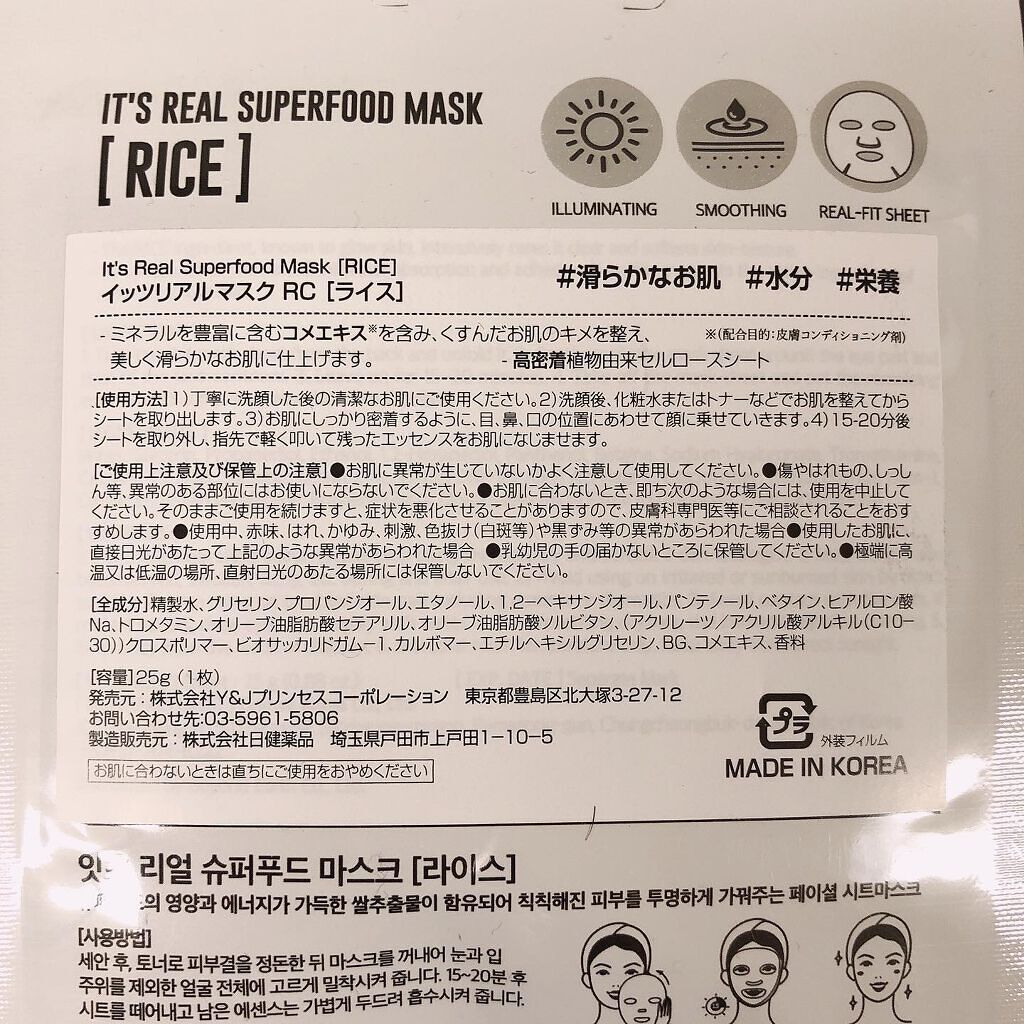 IT'S REAL SUPERFOOD MASK
[ RICE ]
ILLUMINATING
SMOOTHING
REAL-FIT SHEET
It's Real Superfood Mask [RICE]
イッツリアルマスク RC [ライス]
#滑らかなお肌 #水分 #栄養
- ミネラルを豊富に含むコメエキス※を含み、くすんだお肌のキメを整え、 ※(配合目的:皮膚コンディショニング剤)
美しく滑らかなお肌に仕上げます。 - 高密着植物由来セルロースシート
[使用方法]1)丁寧に洗顔した後の清潔なお肌にご使用ください。2)洗顔後、化粧水またはトナーなどでお肌を整えてから
シートを取り出します。3)お肌にしっかり密着するように、目、鼻、口の位置にあわせて顔に乗せていきます。4)15-20分後
シートを取り外し、指先で軽く叩いて残ったエッセンスをお肌になじませます。
[ご使用上注意及び保管上の注意]●お肌に異常が生じていないかよく注意して使用してください。●傷やはれもの、しっし
ん等、異常のある部位にはお使いにならないでください。●お肌に合わないとき、即ち次のような場合には、使用を中止して
ください。そのままご使用を続けますと、症状を悪化させることがありますので、皮膚科専門医等にご相談されることをおす
すめします。●使用中、赤味、はれ、かゆみ、刺激、色抜け(白斑等)や黒ずみ等の異常があらわれた場合●使用したお肌に、
直接日光があたって上記のような異常があらわれた場合 ●乳幼児の手の届かないところに保管してください。●極端に高
温又は低温の場所、直射日光のあたる場所には保管しないでください。
[全成分]精製水、グリセリン、プロパンジオール、エタノール、1,2-ヘキサンジオール、パンテノール、ベタイン、ヒアルロン酸
Na、トロメタミン、オリーブ油脂肪酸セテアリル、オリーブ油脂肪酸ソルビタン、(アクリレーツ/アクリル酸アルキル(C10-
30))クロスポリマー、ビオサッカリドガム-1、カルボマー、エチルヘキシルグリセリン、BG、コメエキス、香料
[容量]25g (1枚)
発売元:株式会社Y&Jプリンセスコーポレーション 東京都豊島区北大塚3-27-12
お問い合わせ先:03-5961-5806
製造販売元:株式会社日健薬品 埼玉県戸田市上戸田1-10-5
お肌に合わないときは直ちにご使用をおやめください
プラ
外装フィルム
MADE IN KOREA
리얼 슈퍼푸드 마스크 [라이스]
영양과 에너지가 가득한 쌀추출물이 함유되어 칙칙해진 피부를 투명하게 가꿔주는 페이셜 시트마스크
[사용방법]
세안 후, 토너로 피부결을 정돈한 뒤 마스크를 꺼내어 눈과 입
주위를 제외한 얼굴 전체에 고르게 밀착시켜 줍니다. 15~20분 후
시트를 떼어내고 남은 에센스는 가볍게 두드려 흡수시켜 줍니다.